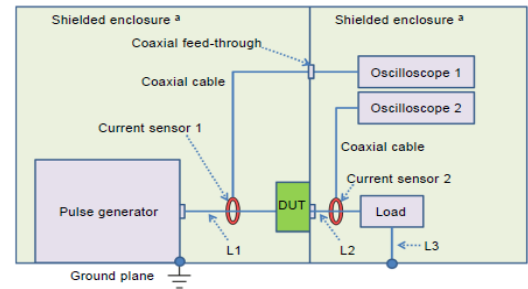 Shielded enclosure ᵃ
Shielded enclosure ᵃ
Coaxial feed-through
Oscilloscope 1
Coaxial cable
Oscilloscope 2
Coaxial cable
Current sensor 1
Current sensor 2
DUT
Pulse generator
Load
L1
L2
L3
Ground plane